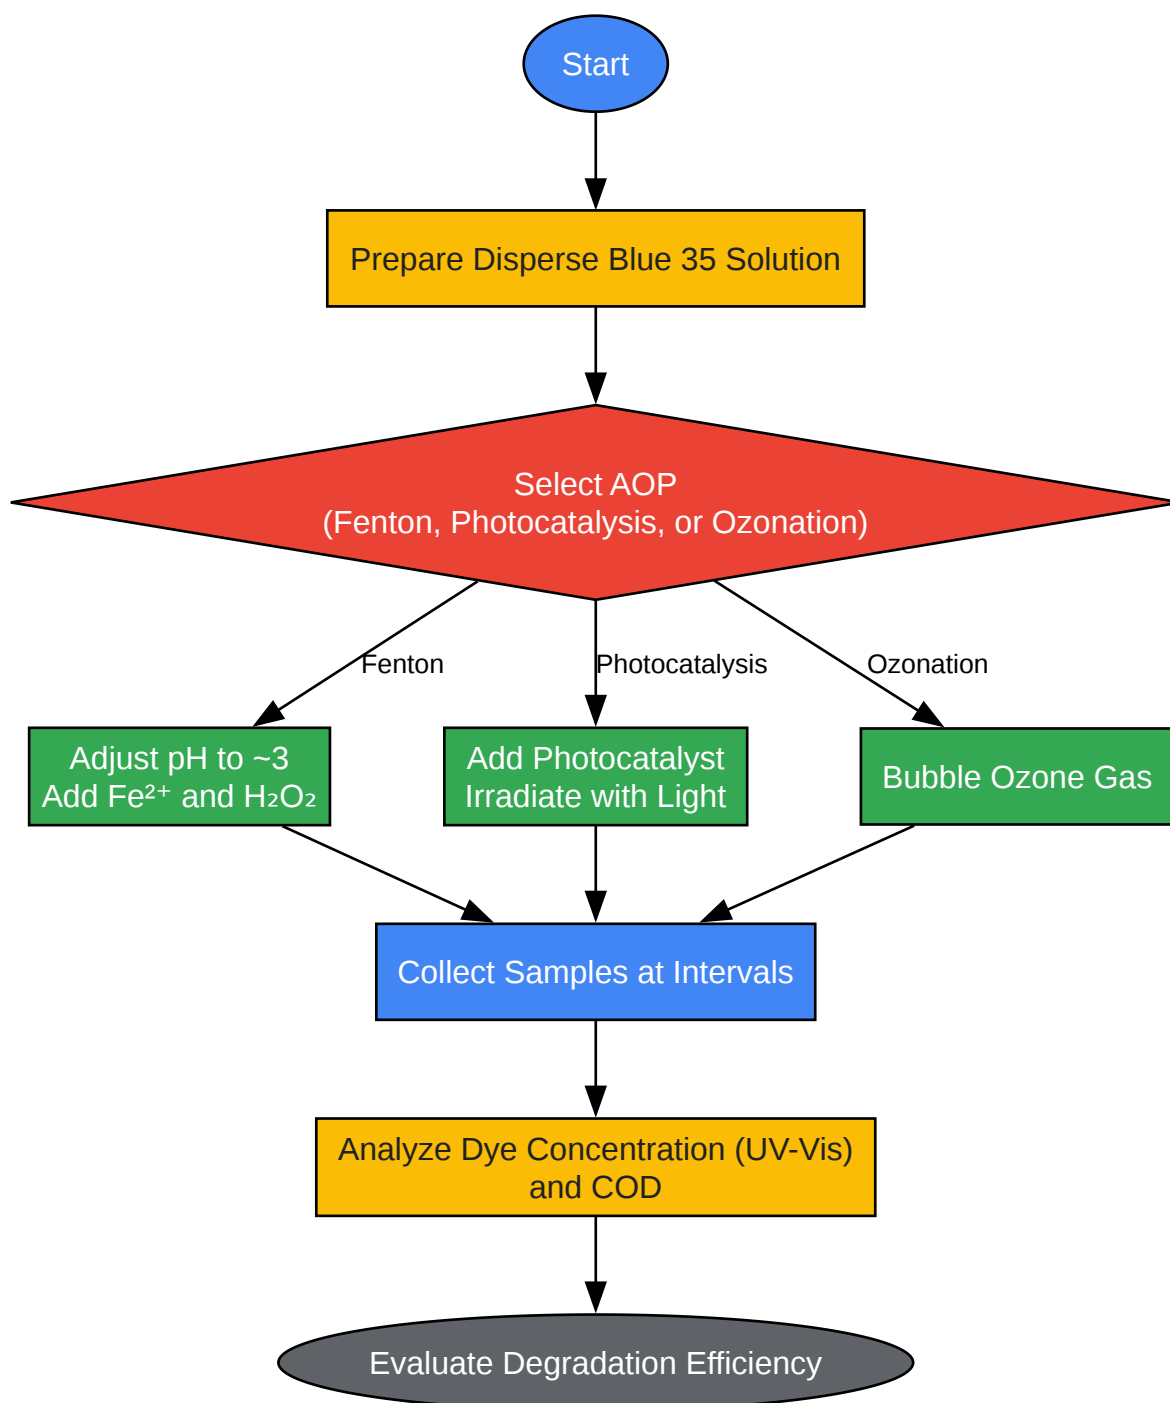 Start
Prepare Disperse Blue 35 Solution
Select AOP
(Fenton, Photocatalysis, or Ozonation)
Fenton
Photocatalysis
Ozonation
Adjust pH to ~3
Add Fe²⁺ and H₂O₂
Add Photocatalyst
Irradiate with Light
Bubble Ozone Gas
Collect Samples at Intervals
Analyze Dye Concentration (UV-Vis)
and COD
Evaluate Degradation Efficiency